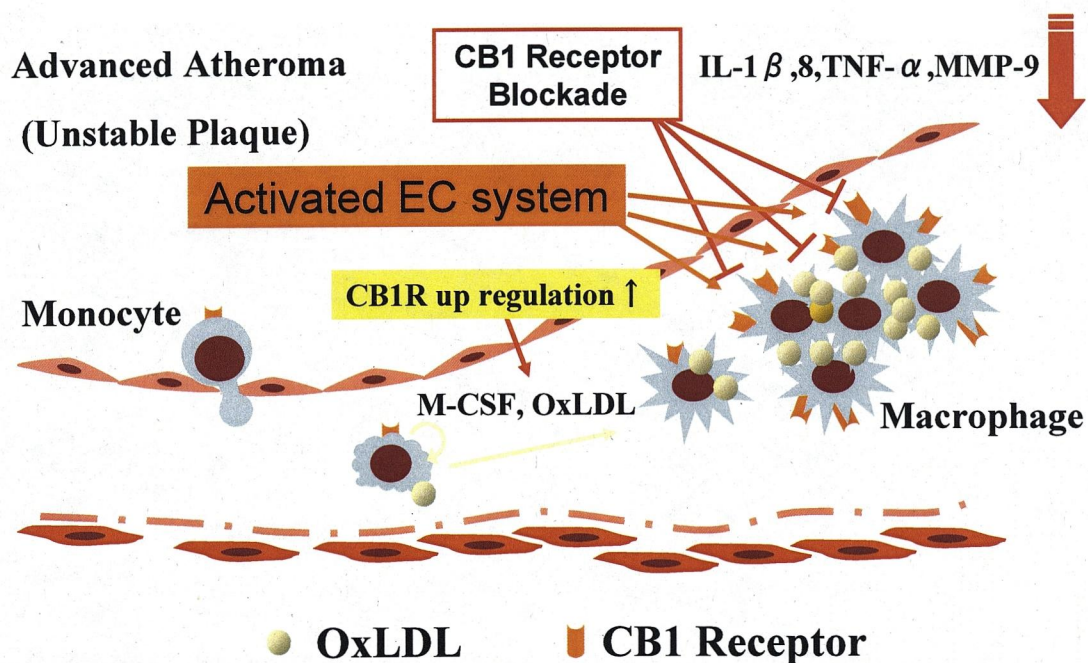 Advanced Atheroma
(Unstable Plaque)
CB1 Receptor
Blockade
IL-1β,8,TNF-α,MMP-9
Activated EC system
CB1R up regulation ↑
Monocyte
M-CSF, OxLDL
Macrophage
OxLDL
CB1 Receptor